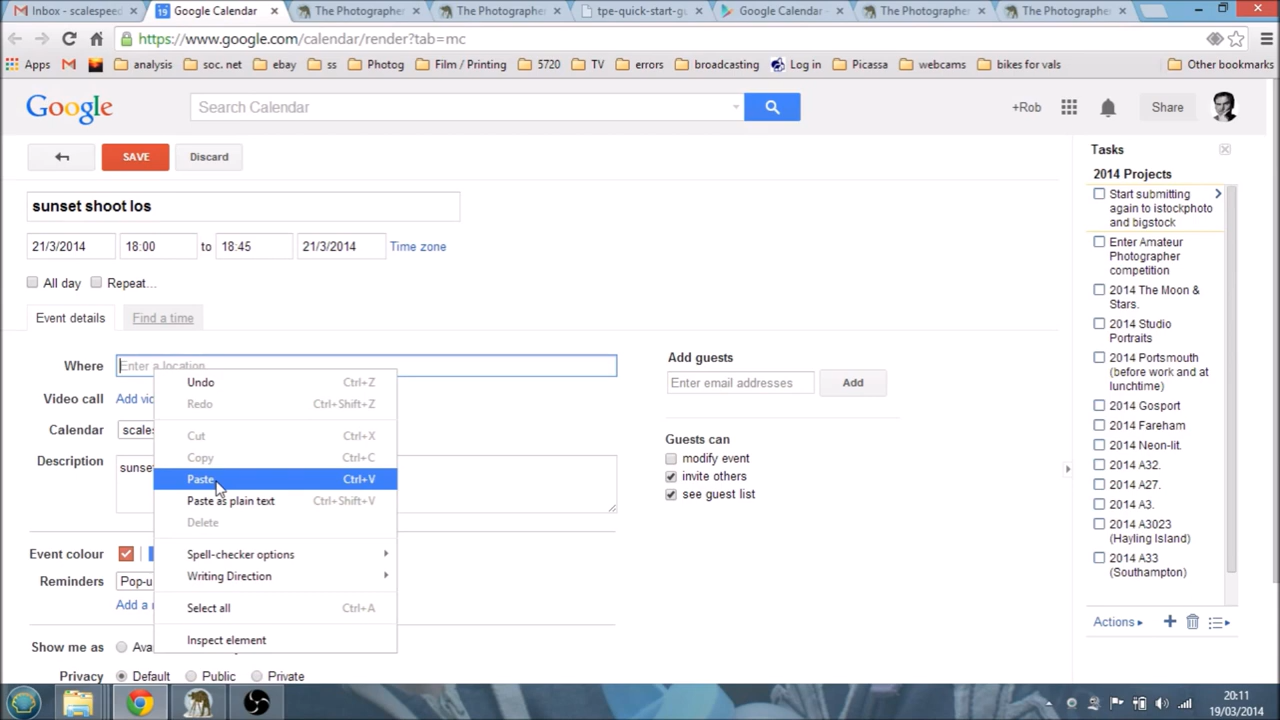 Inbox - scalespeed
Google Calendar
The Photographer
The Photographer
tpe-quick-start-gu
Google Calendar -
The Photographer
The Photographer
https://www.google.com/calendar/render?tab=mc
Apps
analysis
soc. net
ebay
ss
Photog
Film / Printing
5720
TV
errors
broadcasting
Log in
Picassa
webcams
bikes for vals
Other bookmarks
Google
Search Calendar
+Rob
Share
SAVE
Discard
sunset shoot los
21/3/2014
18:00
to
18:45
21/3/2014
Time zone
All day
Repeat...
Event details
Find a time
Where
Enter a location
Video call
Add vid
Calendar
scales
Description
sunse
Event colour
Reminders
Pop-u
Add a r
Show me as
Ava
Privacy
Default
Public
Private
Undo Ctrl+Z
Redo Ctrl+Shift+Z
Cut Ctrl+X
Copy Ctrl+C
Paste Ctrl+V
Paste as plain text Ctrl+Shift+V
Delete
Spell-checker options
Writing Direction
Select all Ctrl+A
Inspect element
Add guests
Enter email addresses
Add
Guests can
modify event
invite others
see guest list
Tasks
2014 Projects
Start submitting
again to istockphoto
and bigstock
Enter Amateur
Photographer
competition
2014 The Moon &
Stars.
2014 Studio
Portraits
2014 Portsmouth
(before work and at
lunchtime)
2014 Gosport
2014 Fareham
2014 Neon-lit.
2014 A32.
2014 A27.
2014 A3.
2014 A3023
(Hayling Island)
2014 A33
(Southampton)
Actions
20:11
19/03/2014